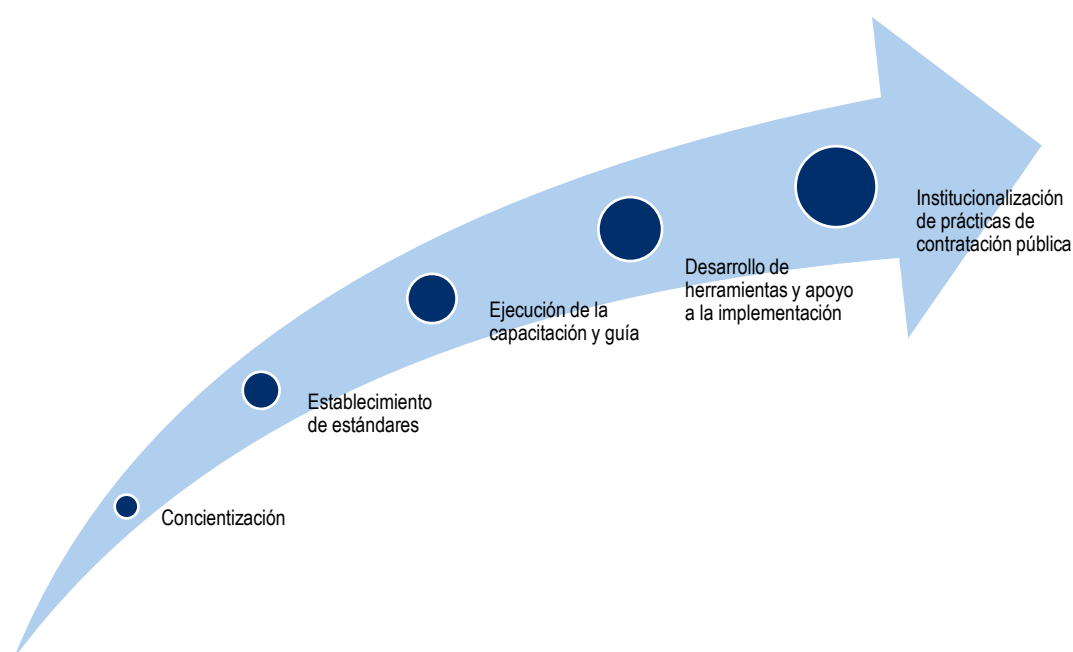 Institucionalización
de prácticas de
contratación pública
Desarrollo de
herramientas y apoyo
a la implementación
Ejecución de la
capacitación y guía
Establecimiento
de estándares
Concientización